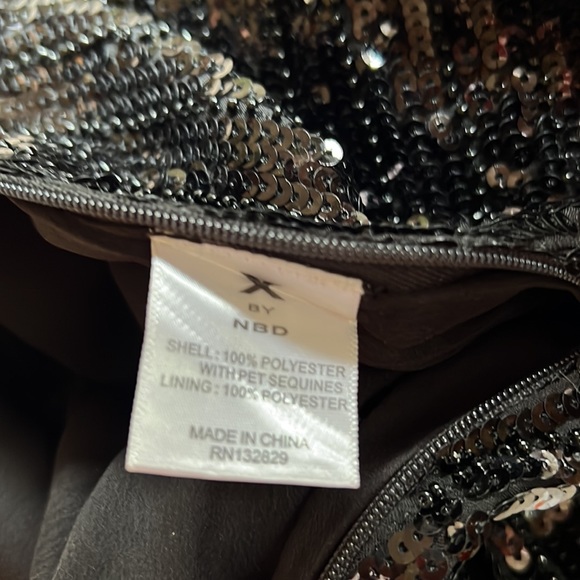 X
BY
NBD
SHELL: 100% POLYESTER
WITH PET SEQUINES
LINING: 100% POLYESTER
MADE IN CHINA
RN132829